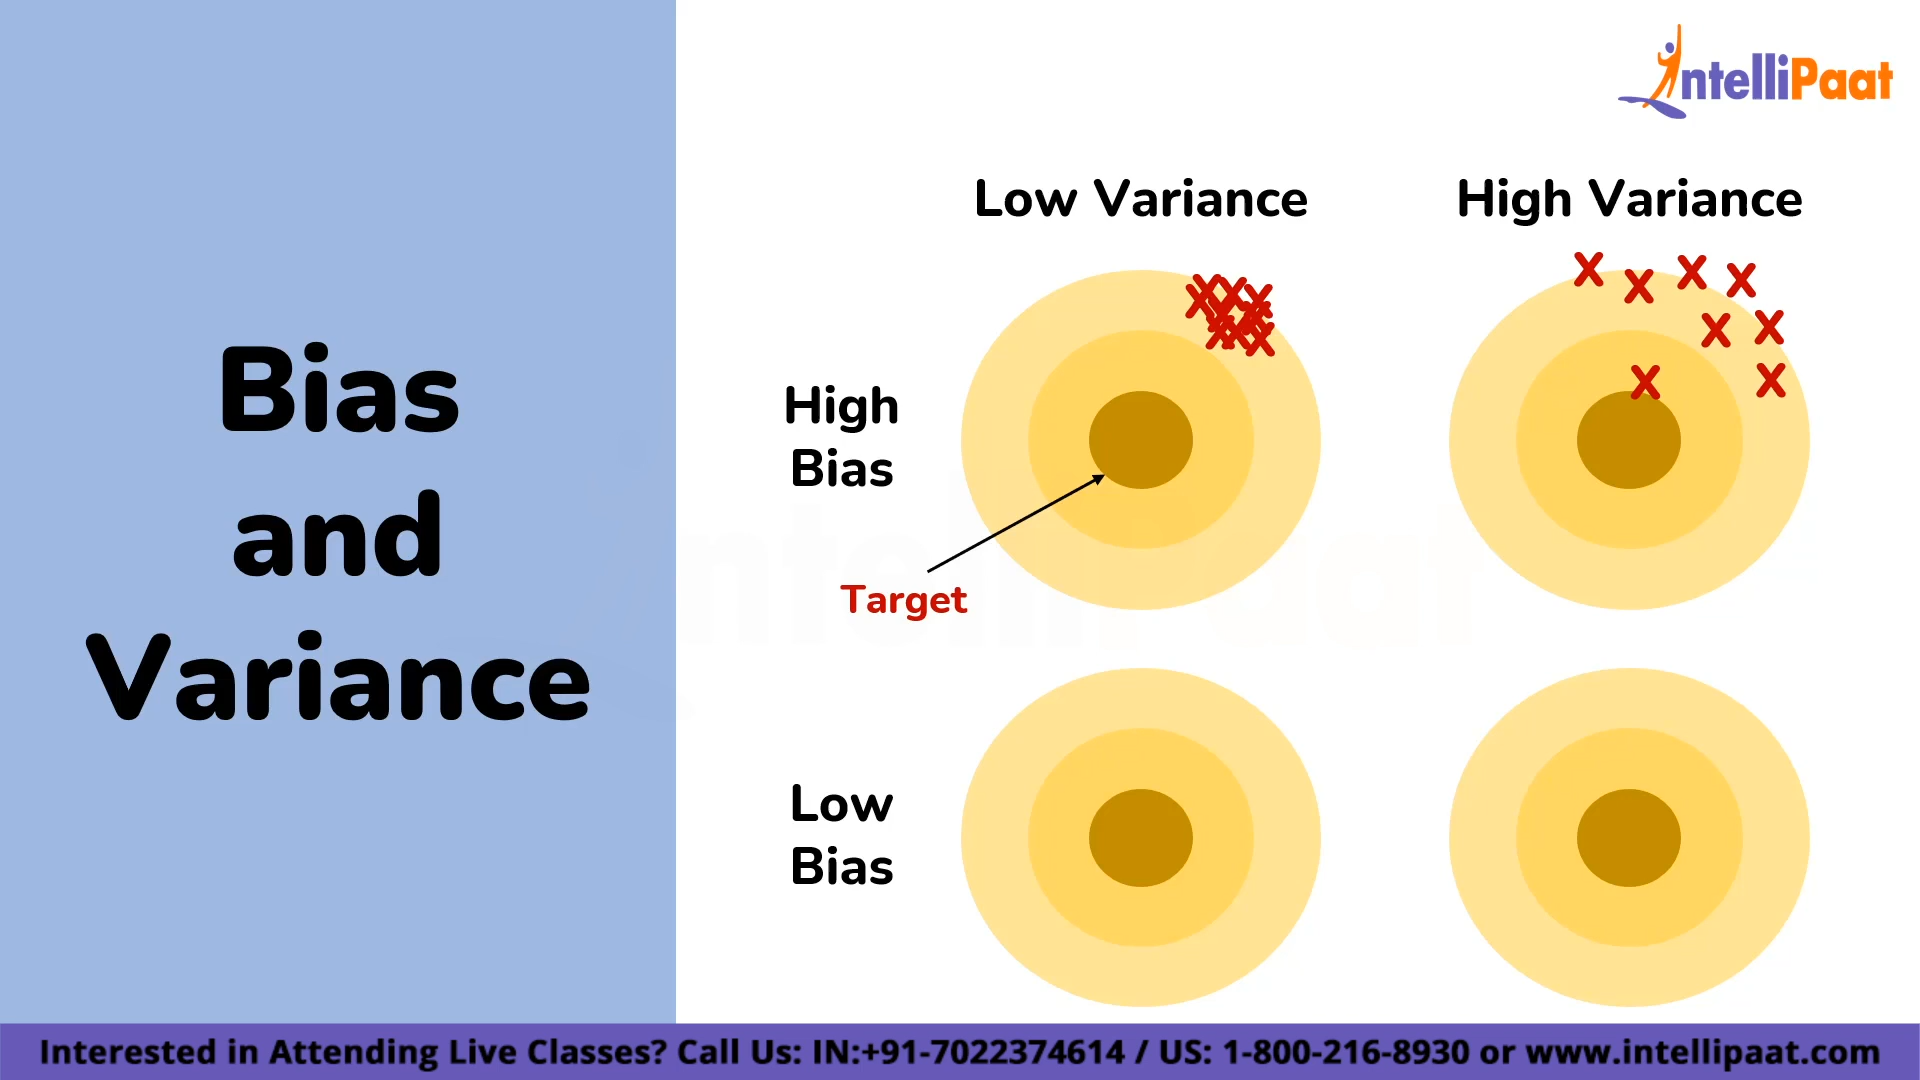 IntelliPaat
Low Variance
High Variance
Bias
and
Variance
High
Bias
Target
Low
Bias
Interested in Attending Live Classes? Call Us: IN:+91-7022374614 / US: 1-800-216-8930 or www.intellipaat.com